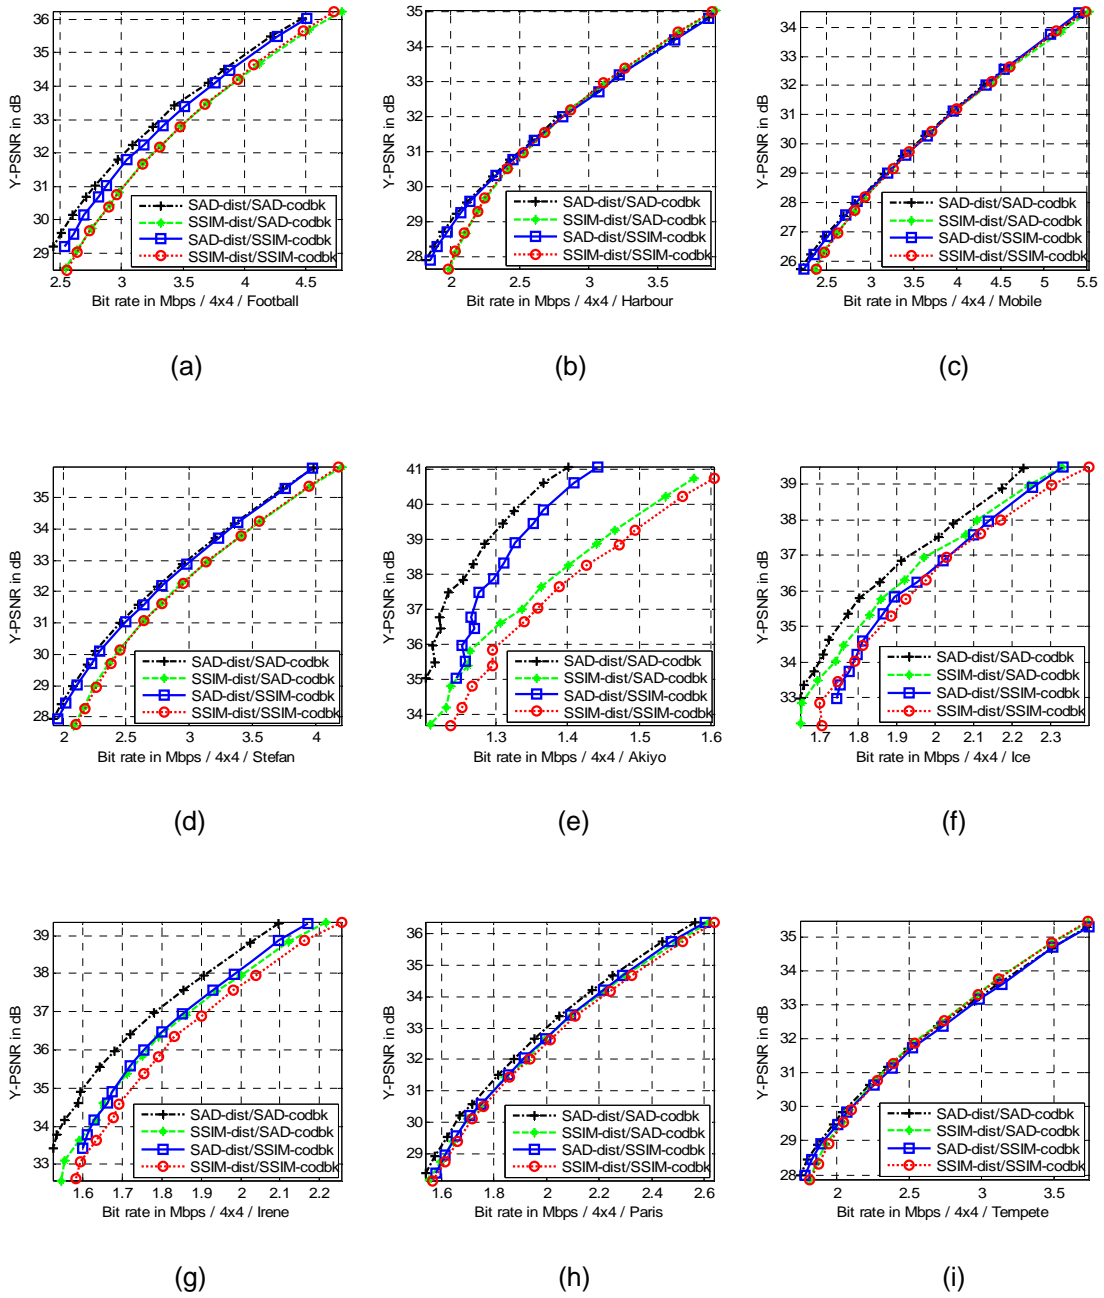 36
35
34
33
32
31
30
29
Y-PSNR in dB
SAD-dist/SAD-codbk
SSIM-dist/SAD-codbk
SAD-dist/SSIM-codbk
SSIM-dist/SSIM-codbk
2.5 3 3.5 4 4.5
Bit rate in Mbps / 4x4 / Football
(a)
35
34
33
32
31
30
29
28
Y-PSNR in dB
SAD-dist/SAD-codbk
SSIM-dist/SAD-codbk
SAD-dist/SSIM-codbk
SSIM-dist/SSIM-codbk
2 2.5 3 3.5
Bit rate in Mbps / 4x4 / Harbour
(b)
34
33
32
31
30
29
28
27
26
Y-PSNR in dB
SAD-dist/SAD-codbk
SSIM-dist/SAD-codbk
SAD-dist/SSIM-codbk
SSIM-dist/SSIM-codbk
2.5 3 3.5 4 4.5 5 5.5
Bit rate in Mbps / 4x4 / Mobile
(c)
35
34
33
32
31
30
29
28
Y-PSNR in dB
SAD-dist/SAD-codbk
SSIM-dist/SAD-codbk
SAD-dist/SSIM-codbk
SSIM-dist/SSIM-codbk
2 2.5 3 3.5 4
Bit rate in Mbps / 4x4 / Stefan
(d)
41
40
39
38
37
36
35
34
Y-PSNR in dB
SAD-dist/SAD-codbk
SSIM-dist/SAD-codbk
SAD-dist/SSIM-codbk
SSIM-dist/SSIM-codbk
1.3 1.4 1.5 1.6
Bit rate in Mbps / 4x4 / Akiyo
(e)
39
38
37
36
35
34
33
Y-PSNR in dB
SAD-dist/SAD-codbk
SSIM-dist/SAD-codbk
SAD-dist/SSIM-codbk
SSIM-dist/SSIM-codbk
1.7 1.8 1.9 2 2.1 2.2 2.3
Bit rate in Mbps / 4x4 / Ice
(f)
39
38
37
36
35
34
33
Y-PSNR in dB
SAD-dist/SAD-codbk
SSIM-dist/SAD-codbk
SAD-dist/SSIM-codbk
SSIM-dist/SSIM-codbk
1.6 1.7 1.8 1.9 2 2.1 2.2
Bit rate in Mbps / 4x4 / Irene
(g)
36
35
34
33
32
31
30
29
Y-PSNR in dB
SAD-dist/SAD-codbk
SSIM-dist/SAD-codbk
SAD-dist/SSIM-codbk
SSIM-dist/SSIM-codbk
1.6 1.8 2 2.2 2.4 2.6
Bit rate in Mbps / 4x4 / Paris
(h)
35
34
33
32
31
30
29
28
Y-PSNR in dB
SAD-dist/SAD-codbk
SSIM-dist/SAD-codbk
SAD-dist/SSIM-codbk
SSIM-dist/SSIM-codbk
2 2.5 3 3.5
Bit rate in Mbps / 4x4 / Tempete
(i)